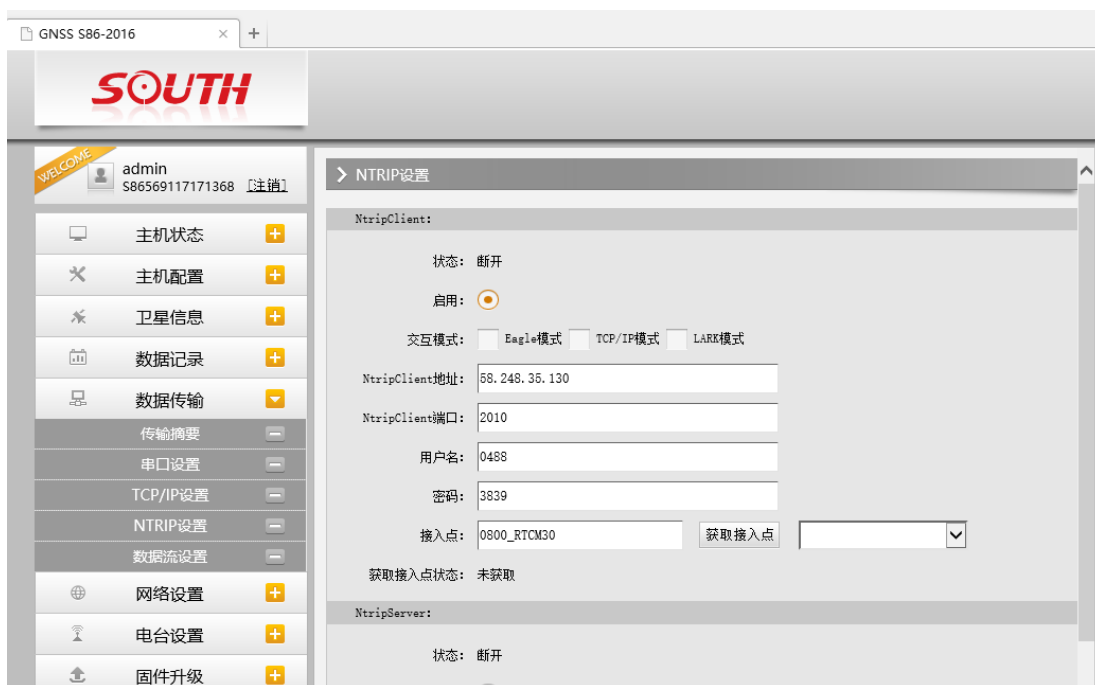 GNSS S86-2016
SOUTH
WELCOME
admin
S86569117171368 [注销]
主机状态
主机配置
卫星信息
数据记录
数据传输
传输摘要
串口设置
TCP/IP设置
NTRIP设置
数据流设置
网络设置
电台设置
固件升级
NTRIP设置
NtripClient:
状态: 断开
启用:
交互模式: Eagle模式 TCP/IP模式 LARK模式
NtripClient地址: 58.248.35.130
NtripClient端口: 2010
用户名: 0488
密码: 3839
接入点: 0800_RTCM30 获取接入点
获取接入点状态: 未获取
NtripServer:
状态: 断开